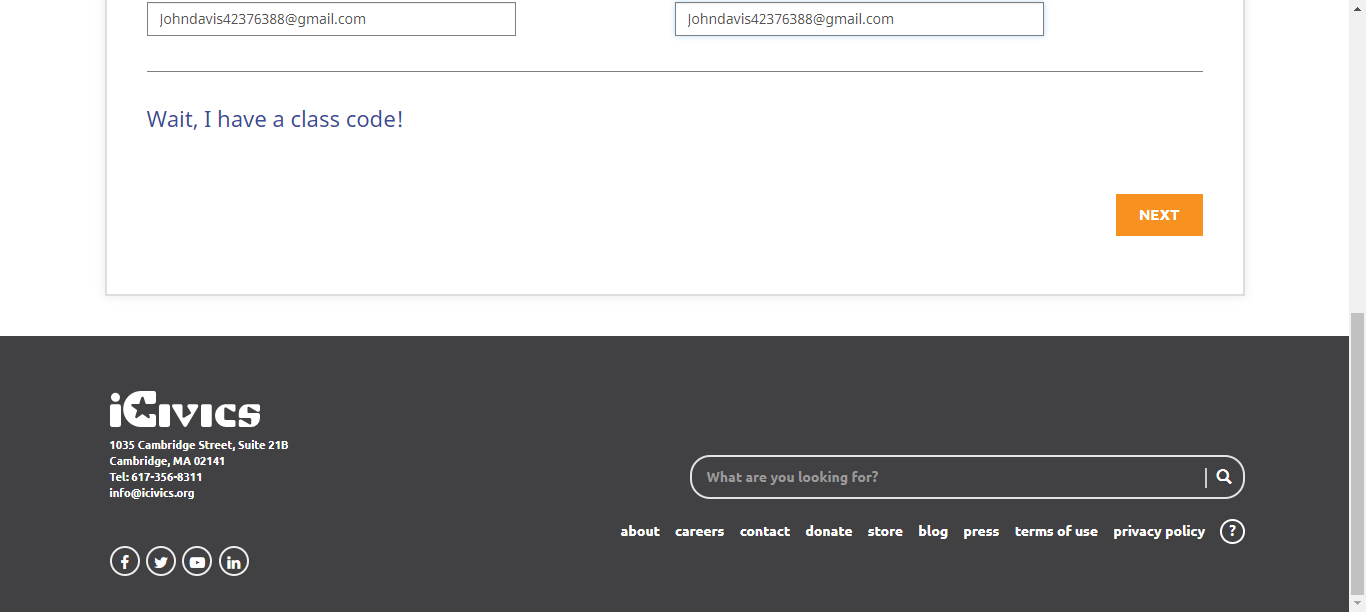 Johndavis42376388@gmail.com
Johndavis42376388@gmail.com
Wait, I have a class code!
NEXT
iCivics
1035 Cambridge Street, Suite 21B
Cambridge, MA 02141
Tel: 617-356-8311
info@icivics.org
What are you looking for?
about careers contact donate store blog press terms of use privacy policy ?